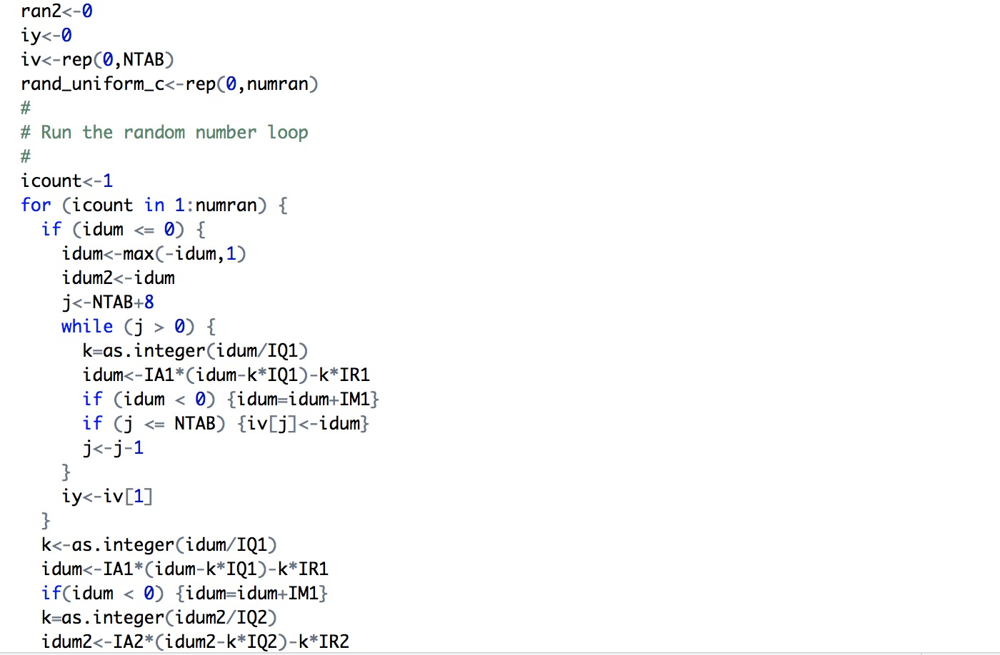 ran2<-0
iy<-0
iv<-rep(0,NTAB)
rand_uniform_c<-rep(0,numran)
#
# Run the random number loop
#
icount<-1
for (icount in 1:numran) {
  if (idum <= 0) {
    idum<-max(-idum,1)
    idum2<-idum
    j<-NTAB+8
    while (j > 0) {
      k=as.integer(idum/IQ1)
      idum<-IA1*(idum-k*IQ1)-k*IR1
      if (idum < 0) {idum=idum+IM1}
      if (j <= NTAB) {iv[j]<-idum}
      j<-j-1
    }
    iy<-iv[1]
  }
  k<-as.integer(idum/IQ1)
  idum<-IA1*(idum-k*IQ1)-k*IR1
  if(idum < 0) {idum=idum+IM1}
  k=as.integer(idum2/IQ2)
  idum2<-IA2*(idum2-k*IQ2)-k*IR2